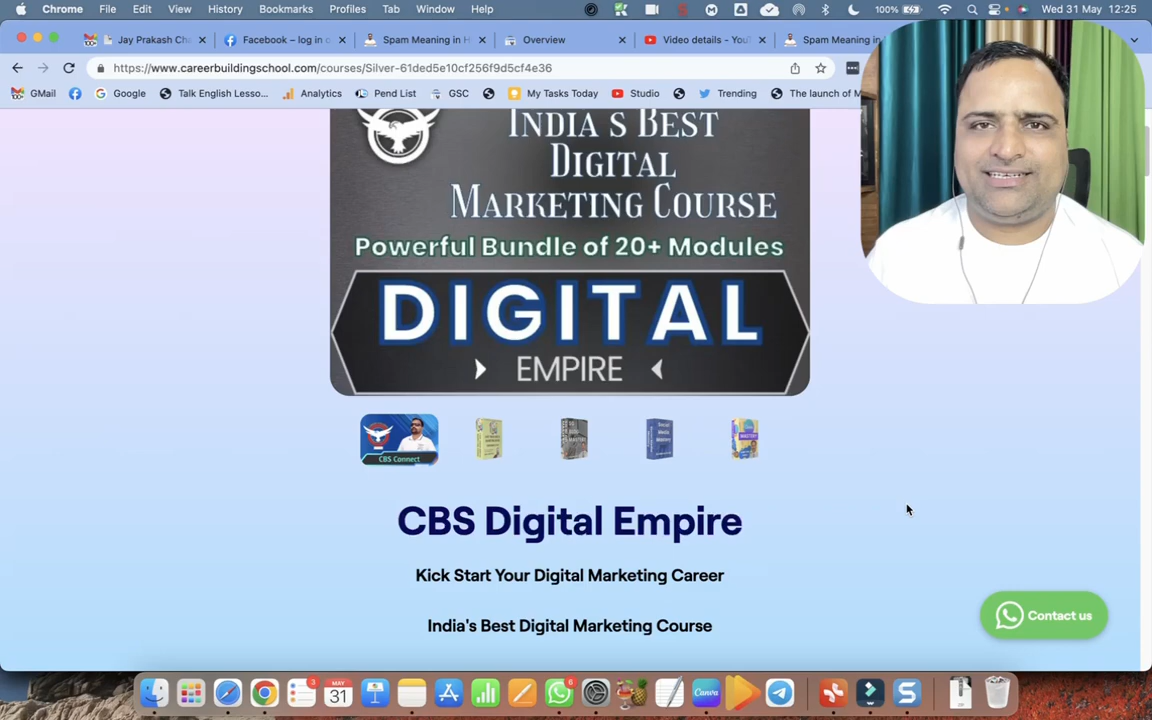 Chrome File Edit View History Bookmarks Profiles Tab Window Help 100% Wed 31 May 12:25
Jay Prakash Ch
Facebook – log in o
Spam Meaning in H
Overview
Video details - You
Spam Meaning in
https://www.careerbuildingschool.com/courses/Silver-61ded5e10cf256f9d5cf4e36
GMail
Google
Talk English Lesso...
Analytics
Pend List
GSC
My Tasks Today
Studio
Trending
The launch of M
INDIA S BEST
DIGITAL
MARKETING COURSE
Powerful Bundle of 20+ Modules
DIGITAL
EMPIRE
CBS Connect
CBS Digital Empire
Kick Start Your Digital Marketing Career
India's Best Digital Marketing Course
Contact us
3
MAY
31
6
Canva